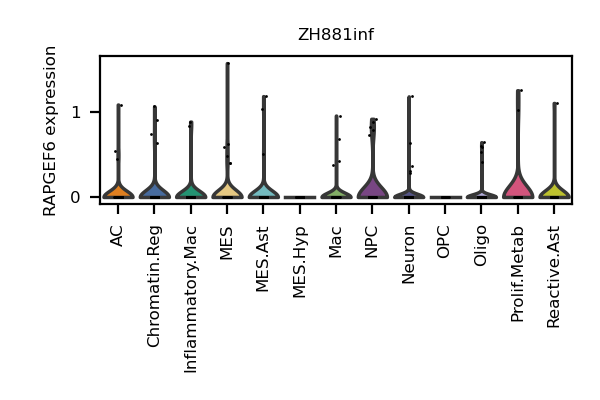 ZH881inf
RAPGEF6 expression
1
0
AC
Chromatin.Reg
Inflammatory.Mac
MES
MES.Ast
MES.Hyp
Mac
NPC
Neuron
OPC
Oligo
Prolif.Metab
Reactive.Ast